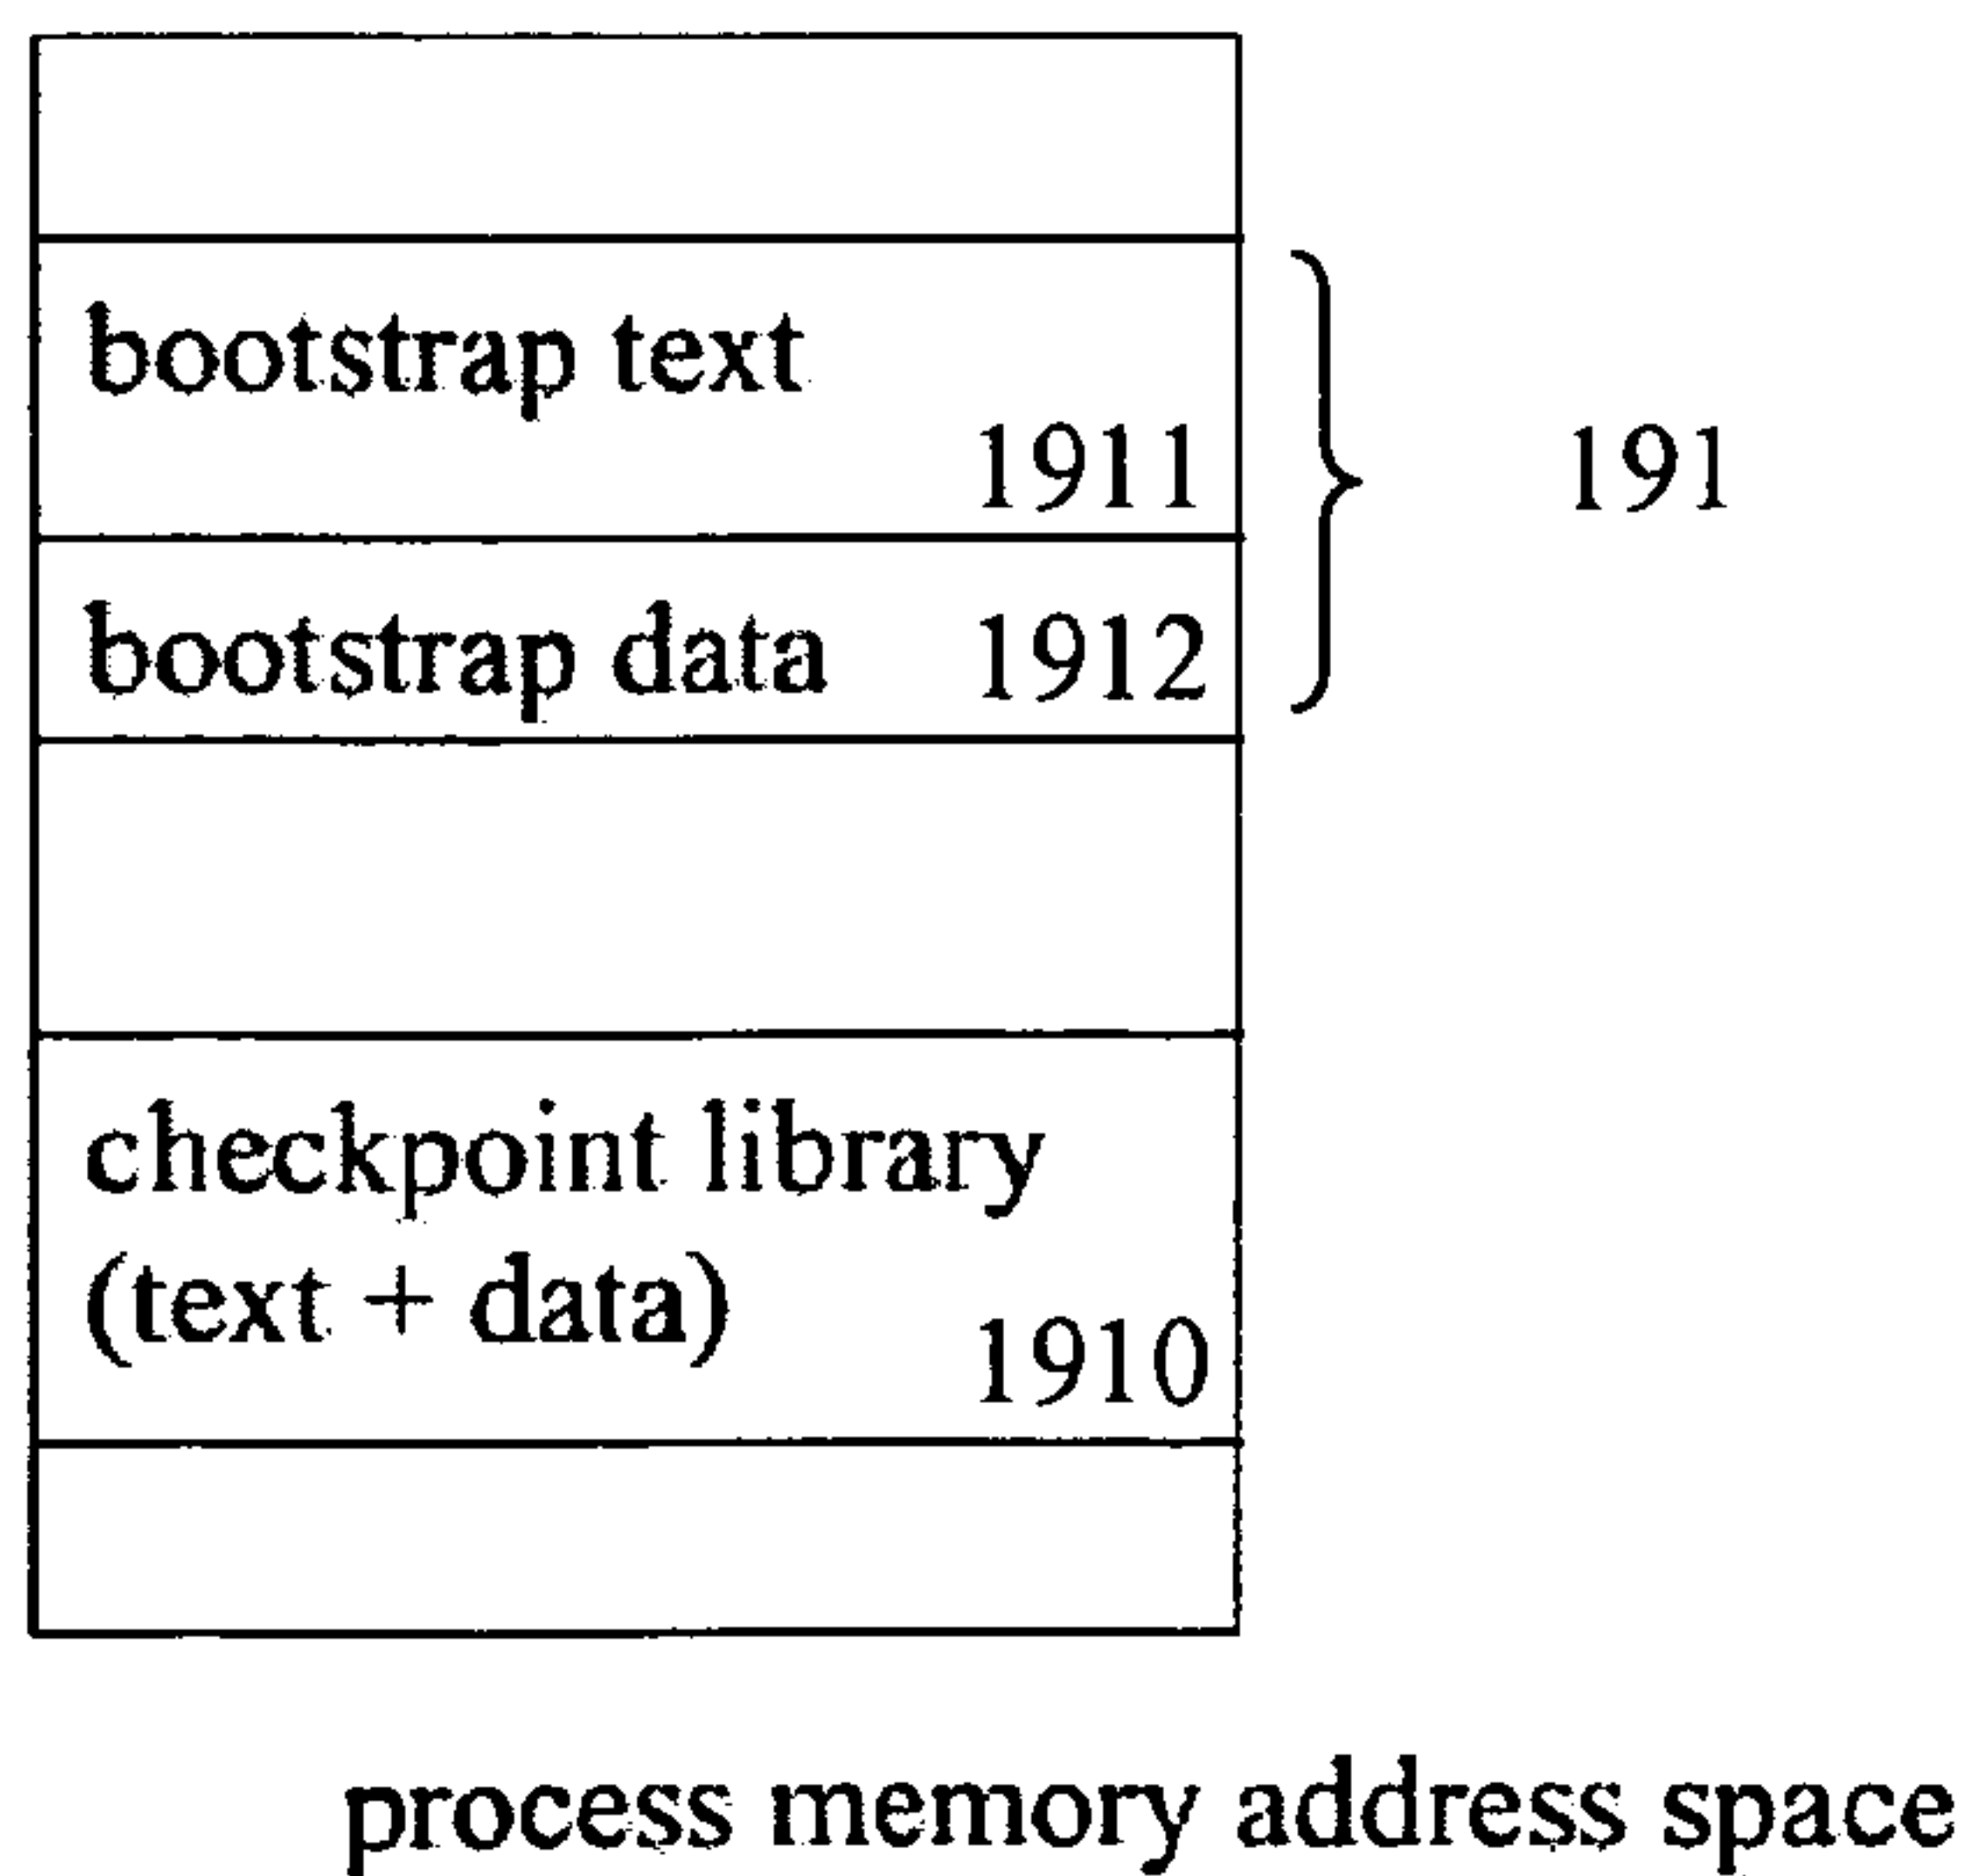 bootstrap text
1911
191
bootstrap data 1912
checkpoint library
(text + data)
1910
process memory address space